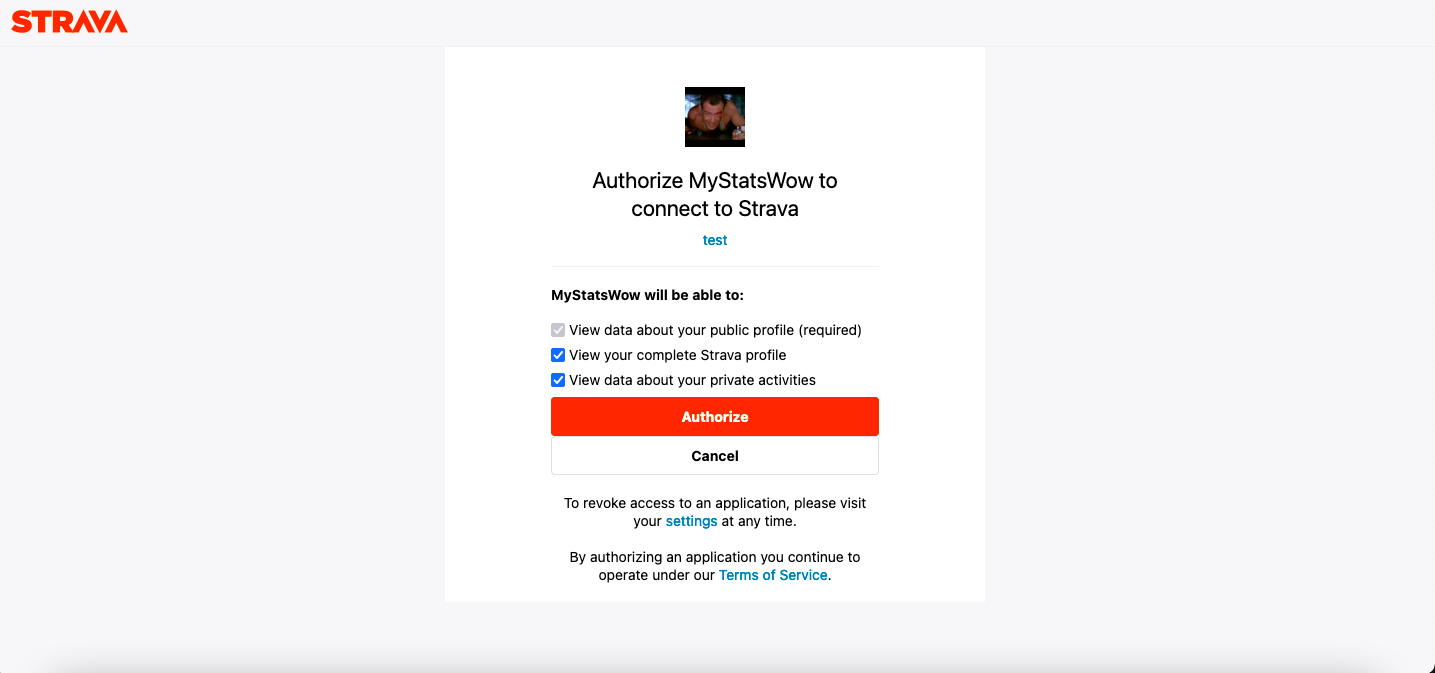 STRAVA
Authorize MyStatsWow to
connect to Strava
test
MyStatsWow will be able to:
View data about your public profile (required)
View your complete Strava profile
View data about your private activities
Authorize
Cancel
To revoke access to an application, please visit
your settings at any time.
By authorizing an application you continue to
operate under our Terms of Service.